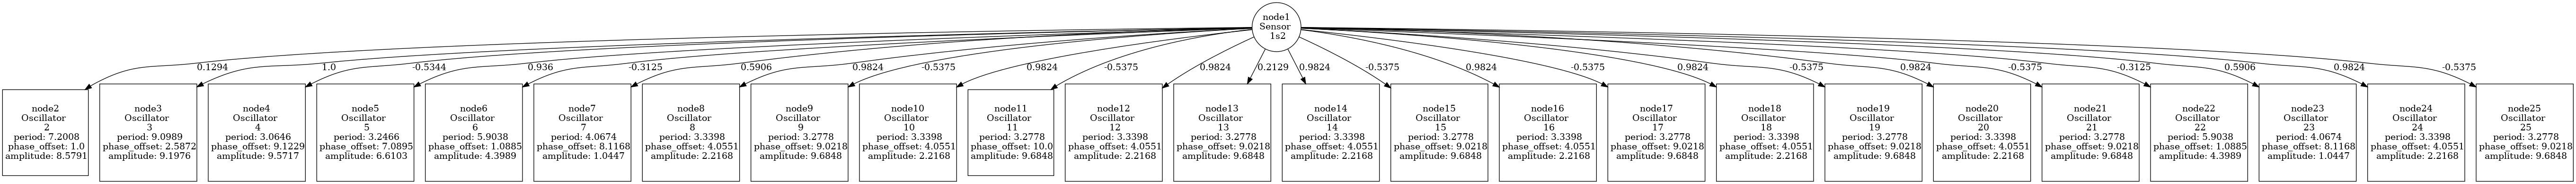 node1
Sensor
1s2
0.1294
1.0
-0.5344
0.936
-0.3125
0.5906
0.9824
-0.5375
0.9824
-0.5375
0.9824
0.2129
0.9824
-0.5375
0.9824
-0.5375
0.9824
-0.5375
0.9824
-0.5375
-0.3125
0.5906
0.9824
-0.5375
node2
Oscillator
2
period: 7.2008
phase_offset: 1.0
amplitude: 8.5791
node3
Oscillator
3
period: 9.0989
phase_offset: 2.5872
amplitude: 9.1976
node4
Oscillator
4
period: 3.0646
phase_offset: 9.1229
amplitude: 9.5717
node5
Oscillator
5
period: 3.2466
phase_offset: 7.0895
amplitude: 6.6103
node6
Oscillator
6
period: 5.9038
phase_offset: 1.0885
amplitude: 4.3989
node7
Oscillator
7
period: 4.0674
phase_offset: 8.1168
amplitude: 1.0447
node8
Oscillator
8
period: 3.3398
phase_offset: 4.0551
amplitude: 2.2168
node9
Oscillator
9
period: 3.2778
phase_offset: 9.0218
amplitude: 9.6848
node10
Oscillator
10
period: 3.3398
phase_offset: 4.0551
amplitude: 2.2168
node11
Oscillator
11
period: 3.2778
phase_offset: 10.0
amplitude: 9.6848
node12
Oscillator
12
period: 3.3398
phase_offset: 4.0551
amplitude: 2.2168
node13
Oscillator
13
period: 3.2778
phase_offset: 9.0218
amplitude: 9.6848
node14
Oscillator
14
period: 3.3398
phase_offset: 4.0551
amplitude: 2.2168
node15
Oscillator
15
period: 3.2778
phase_offset: 9.0218
amplitude: 9.6848
node16
Oscillator
16
period: 3.3398
phase_offset: 4.0551
amplitude: 2.2168
node17
Oscillator
17
period: 3.2778
phase_offset: 9.0218
amplitude: 9.6848
node18
Oscillator
18
period: 3.3398
phase_offset: 4.0551
amplitude: 2.2168
node19
Oscillator
19
period: 3.2778
phase_offset: 9.0218
amplitude: 9.6848
node20
Oscillator
20
period: 3.3398
phase_offset: 4.0551
amplitude: 2.2168
node21
Oscillator
21
period: 3.2778
phase_offset: 9.0218
amplitude: 9.6848
node22
Oscillator
22
period: 5.9038
phase_offset: 1.0885
amplitude: 4.3989
node23
Oscillator
23
period: 4.0674
phase_offset: 8.1168
amplitude: 1.0447
node24
Oscillator
24
period: 3.3398
phase_offset: 4.0551
amplitude: 2.2168
node25
Oscillator
25
period: 3.2778
phase_offset: 9.0218
amplitude: 9.6848